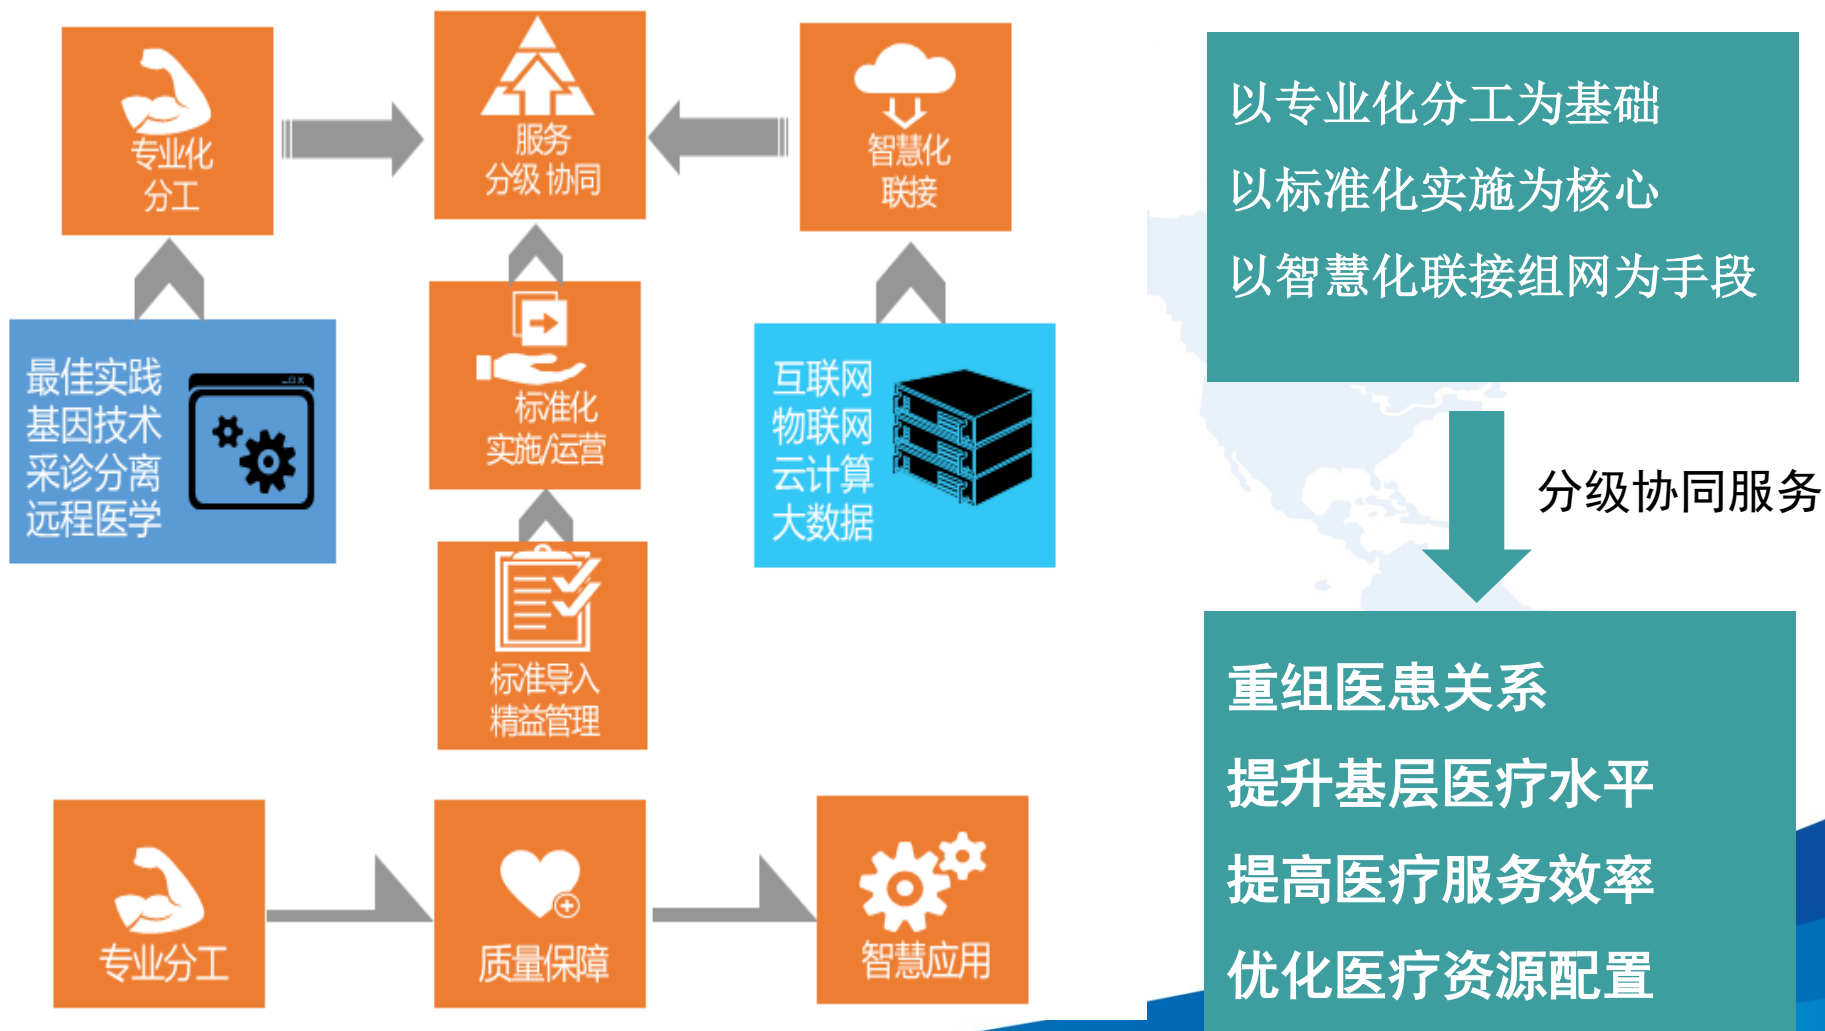 专业化
分工
服务
分级 协同
智慧化
联接
最佳实践
基因技术
采诊分离
远程医学
标准化
实施/运营
互联网
物联网
云计算
大数据
标准导入
精益管理
专业分工
质量保障
智慧应用
以专业化分工为基础
以标准化实施为核心
以智慧化联接组网为手段
分级协同服务
重组医患关系
提升基层医疗水平
提高医疗服务效率
优化医疗资源配置